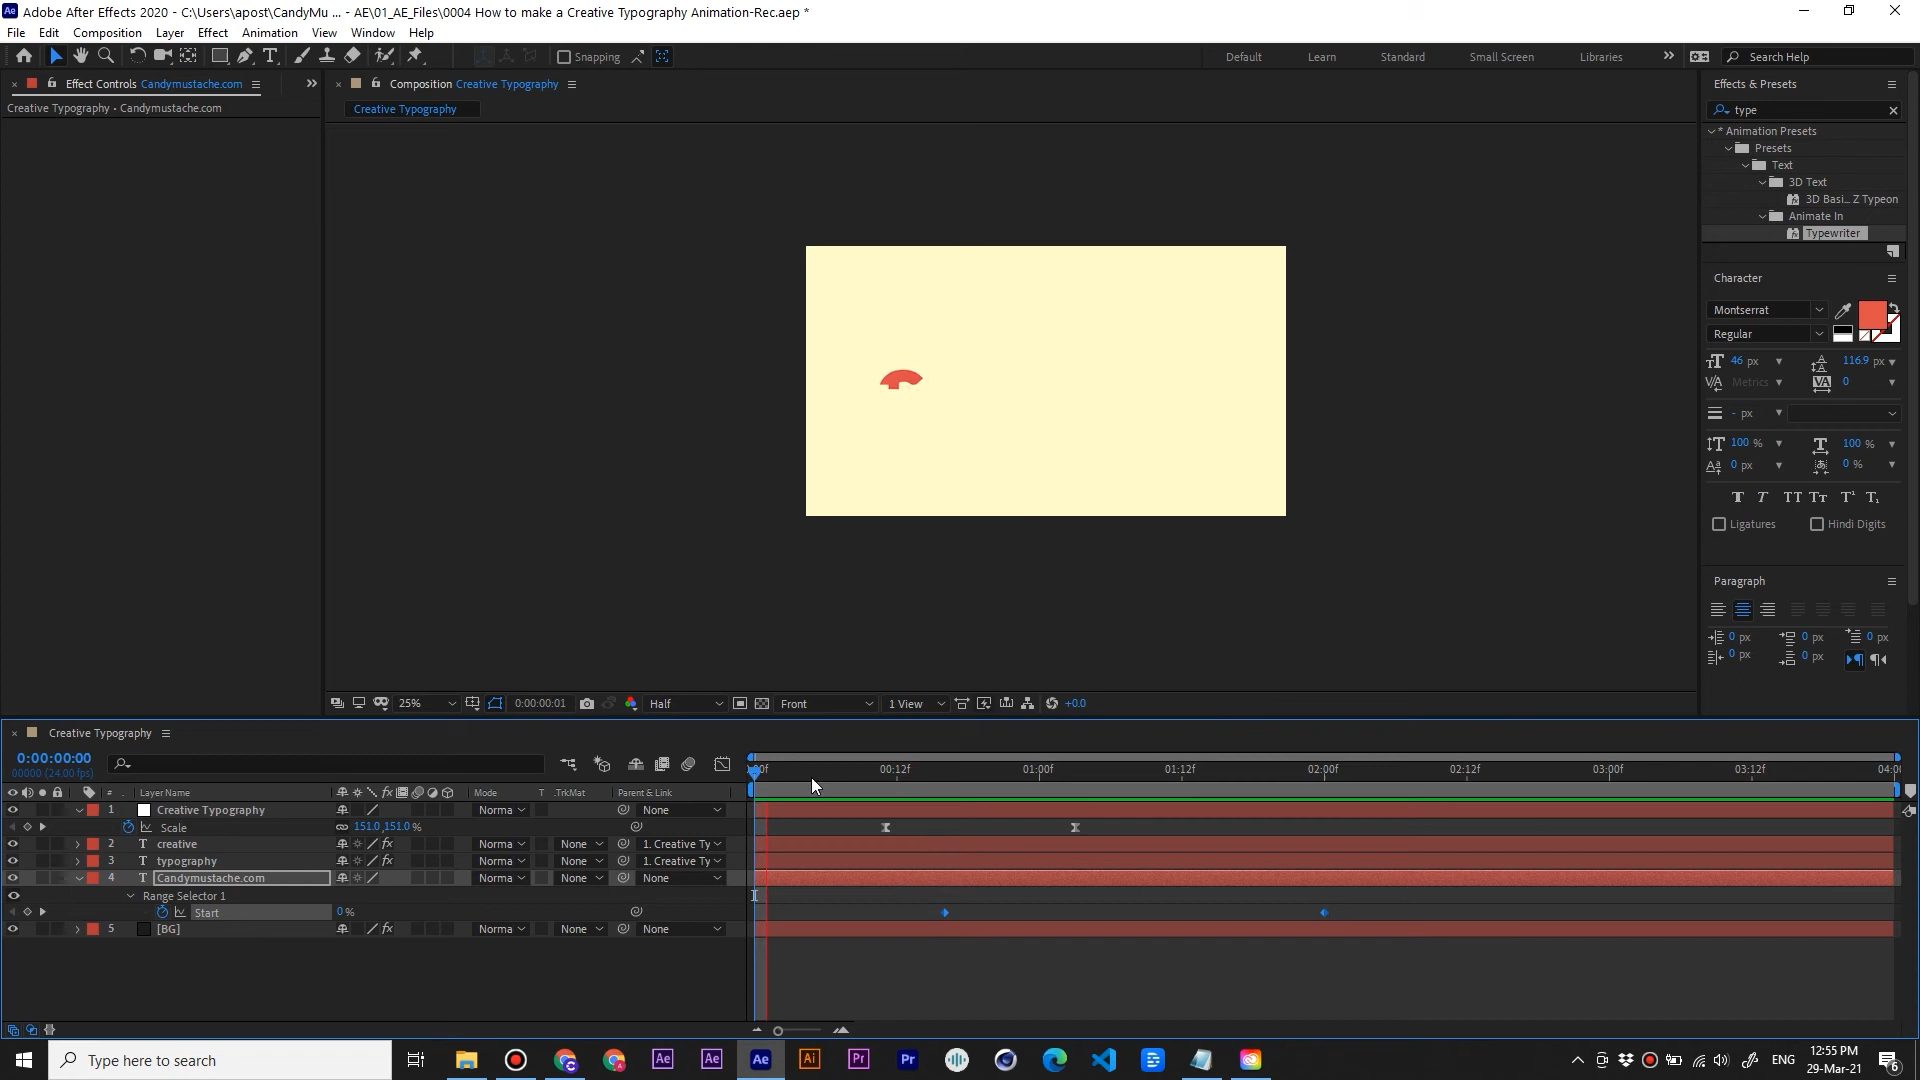 Adobe After Effects 2020 - C:\Users\apost\CandyMu ... - AE\01_AE_Files\0004 How to make a Creative Typography Animation-Rec.aep *
File Edit Composition Layer Effect Animation View Window Help
Snapping
Default Learn Standard Small Screen Libraries
Search Help
Effect Controls Candymustache.com
Creative Typography • Candymustache.com
Composition Creative Typography
Creative Typography
Effects & Presets
type
* Animation Presets
Presets
Text
3D Text
3D Basi... Z Typeon
Animate In
Typewriter
Character
Montserrat
Regular
46 px
116.9 px
Metrics
0
- px
100 %
100 %
0 px
0 %
Ligatures
Hindi Digits
Paragraph
0 px 0 px 0 px
0 px 0 px
25% 0:00:00:01 Half Front 1 View +0.0
Creative Typography
0:00:00:00
00000 (24.00 fps)
:00f 00:12f 01:00f 01:12f 02:00f 02:12f 03:00f 03:12f 04:00
# Layer Name Mode T .TrkMat Parent & Link
1 Creative Typography Norma None
Scale 151.0,151.0 %
2 T creative Norma None 1. Creative Ty
3 T typography Norma None 1. Creative Ty
4 T Candymustache.com Norma None None
Range Selector 1
Start 0 %
5 [BG] Norma None None
Type here to search
ENG
12:55 PM
29-Mar-21
6